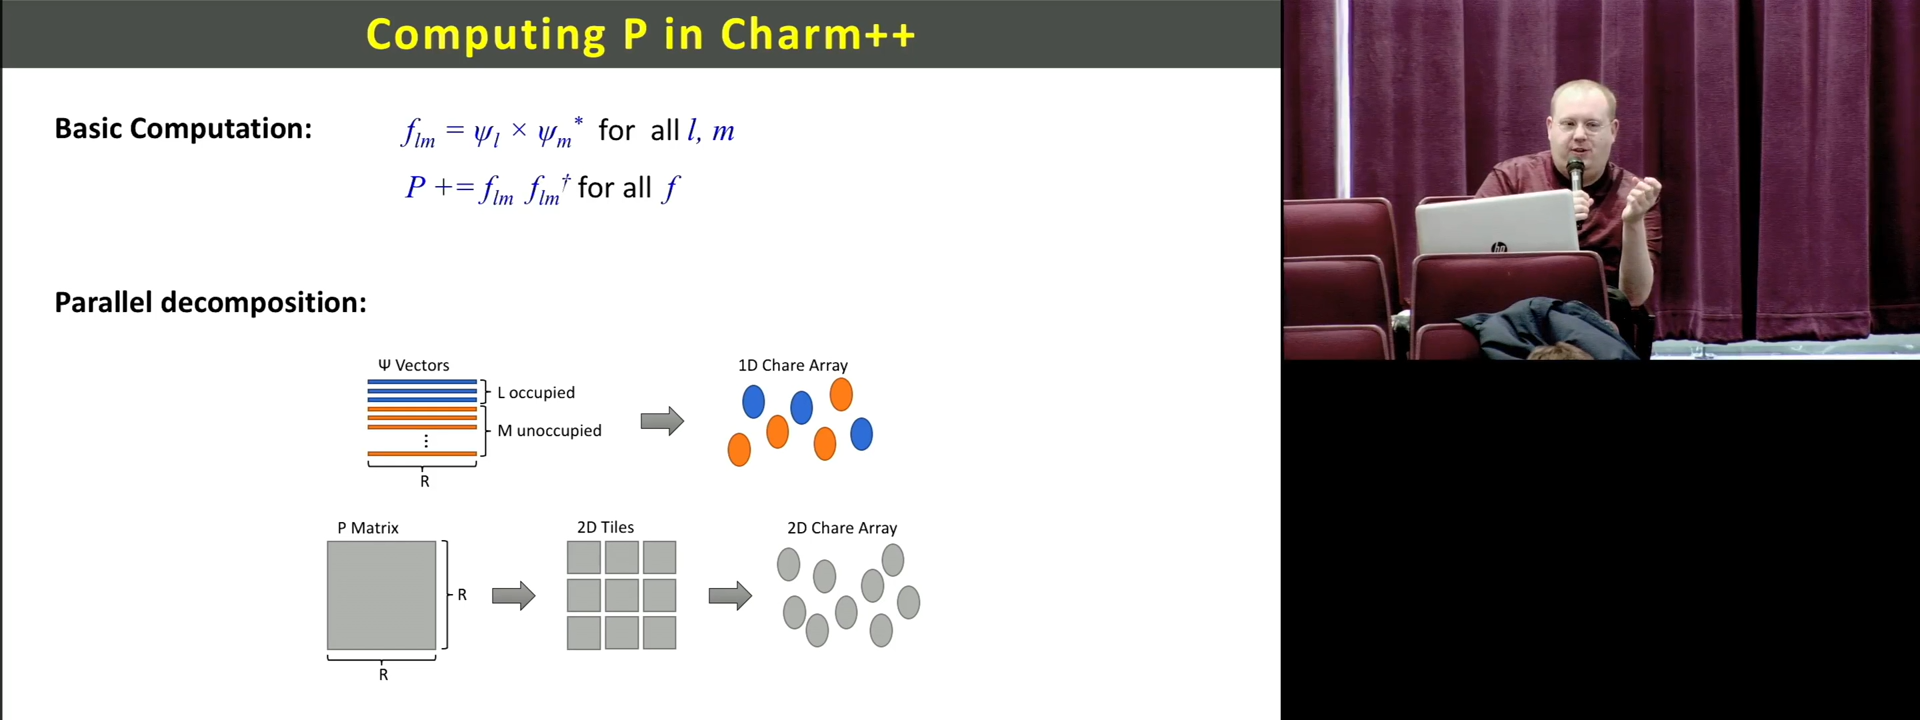 Computing P in Charm++
Basic Computation: f_lm = ψ_l × ψ_m* for all l, m
P += f_lm f_lm† for all f
Parallel decomposition:
Ψ Vectors
L occupied
M unoccupied
⋮
R
1D Chare Array
P Matrix
R
R
2D Tiles
2D Chare Array
hp